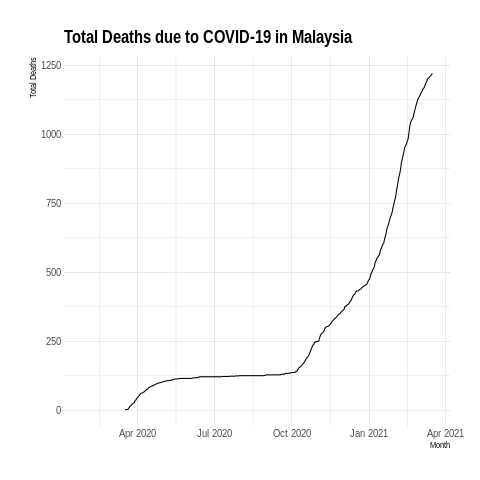 Total Deaths due to COVID-19 in Malaysia
Total Deaths
1250
1000
750
500
250
0
Apr 2020
Jul 2020
Oct 2020
Jan 2021
Apr 2021
Month